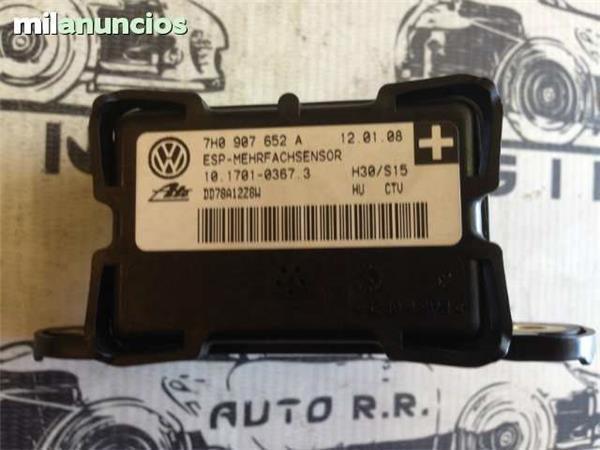 milanuncios
7H0 907 652 A 12.01.08
ESP-MEHRFACHSENSOR
10.1701-0367.3 H30/S15
DD78A12Z8W HU CTV
AUTO R.R.